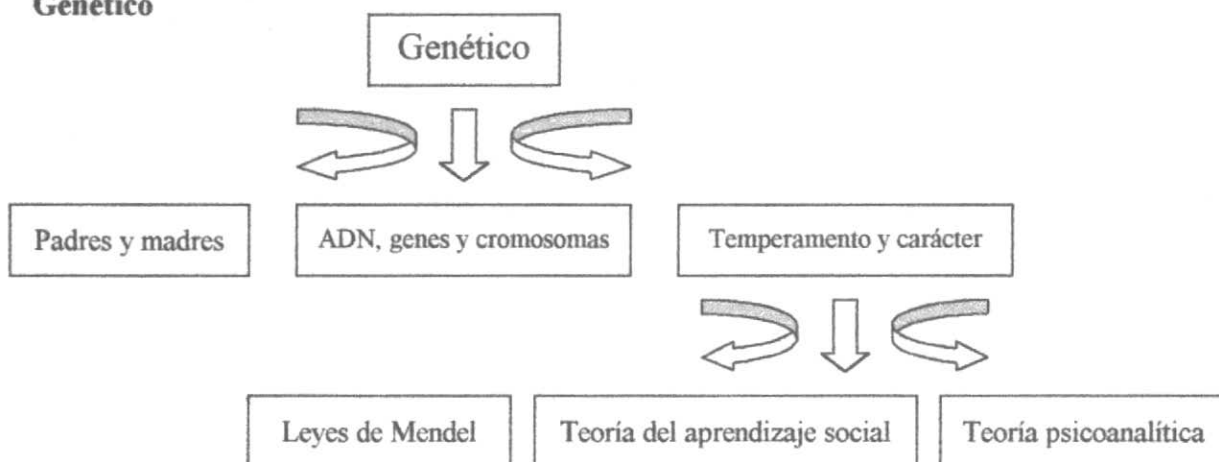 Genético
Genético
Padres y madres
ADN, genes y cromosomas
Temperamento y carácter
Leyes de Mendel
Teoría del aprendizaje social
Teoría psicoanalítica